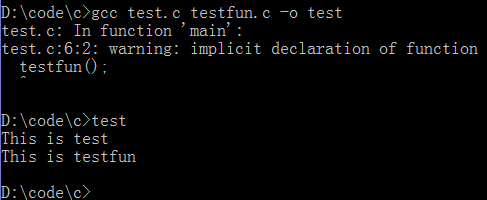 D:\code\c>gcc test.c testfun.c -o test
test.c: In function 'main':
test.c:6:2: warning: implicit declaration of function
testfun();
^
D:\code\c>test
This is test
This is testfun
D:\code\c>